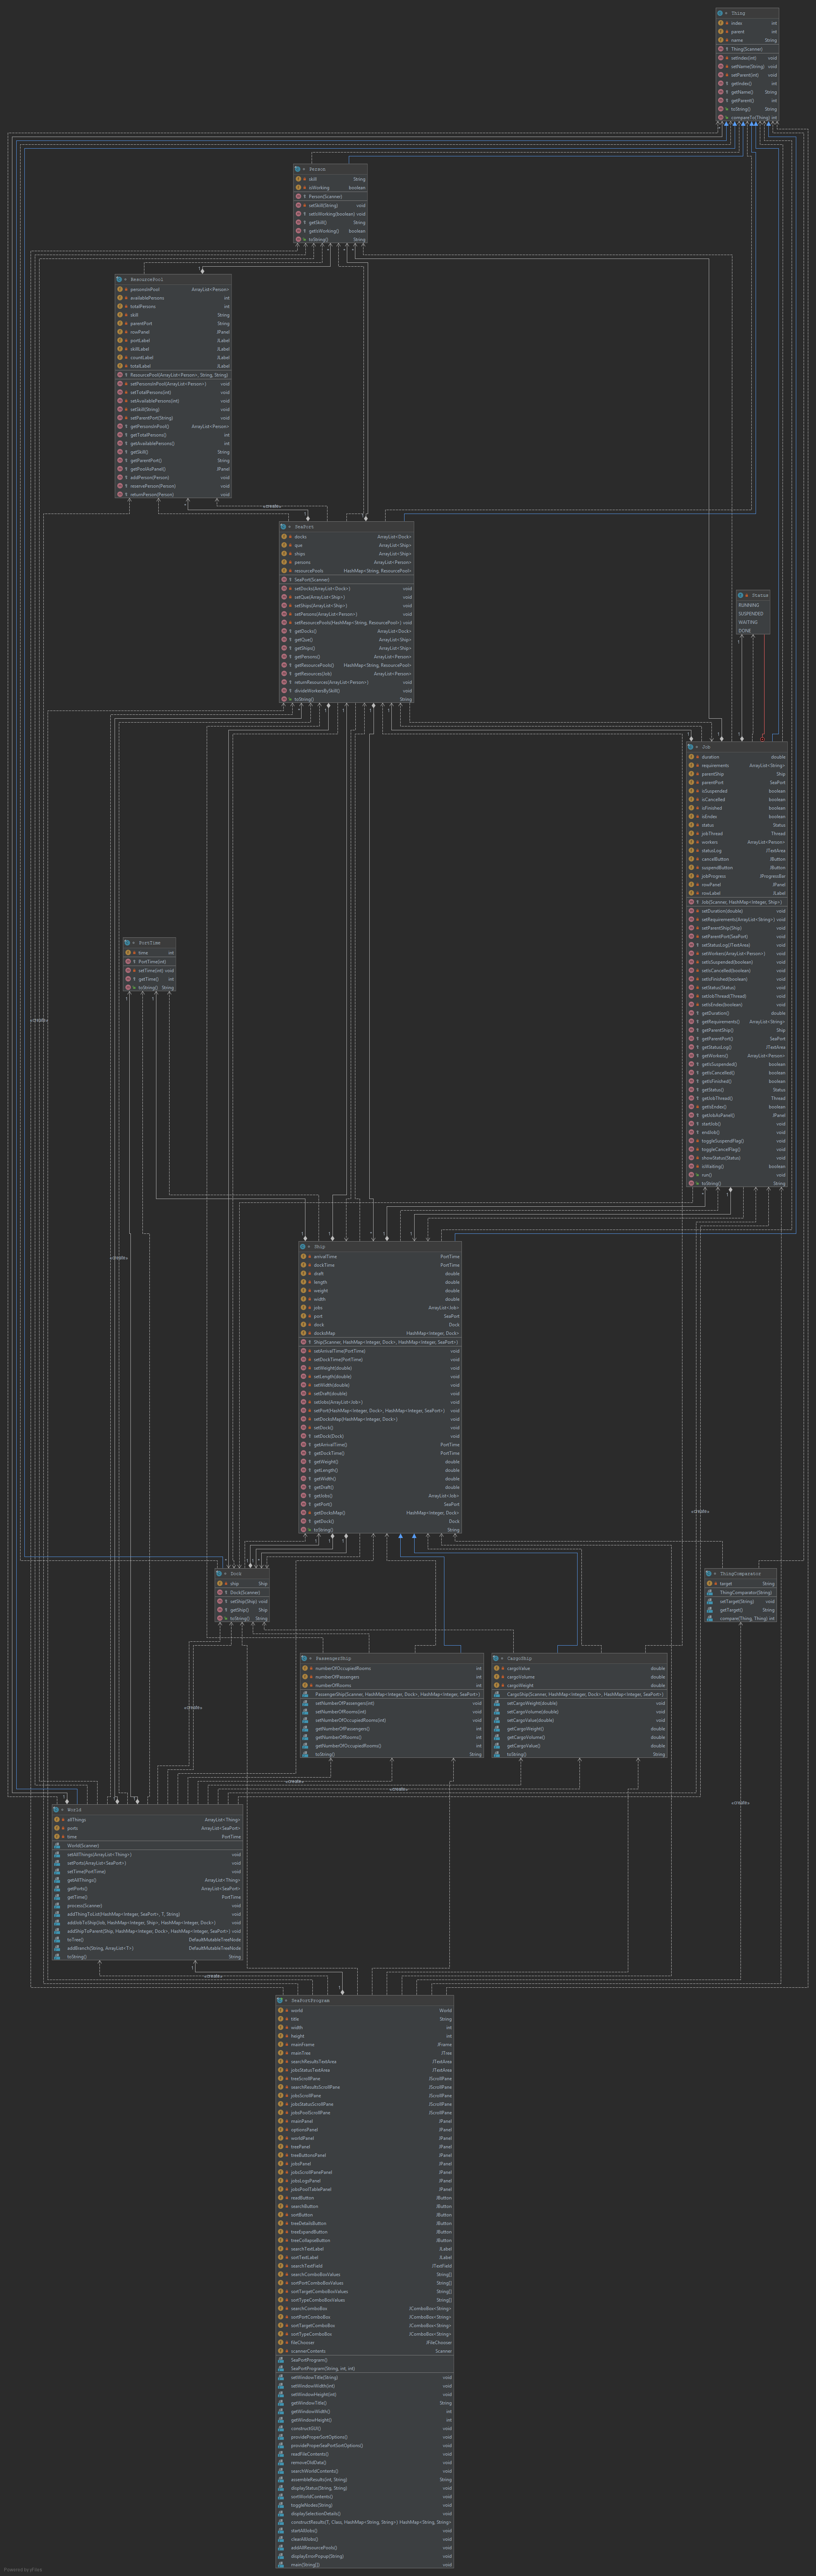 Thing
index int
parent int
name String
Thing(Scanner)
setIndex(int) void
setName(String) void
setParent(int) void
getIndex() int
getName() String
getParent() int
toString() String
compareTo(Thing) int
Person
skill String
isWorking boolean
Person(Scanner)
setSkill(String) void
setIsWorking(boolean) void
getSkill() String
getIsWorking() boolean
toString() String
ResourcePool
personsInPool ArrayList<Person>
availablePersons int
totalPersons int
skill String
parentPort String
rowPanel JPanel
portLabel JLabel
skillLabel JLabel
countLabel JLabel
totalLabel JLabel
ResourcePool(ArrayList<Person>, String, String)
setPersonsInPool(ArrayList<Person>) void
setTotalPersons(int) void
setAvailablePersons(int) void
setSkill(String) void
setParentPort(String) void
getPersonsInPool() ArrayList<Person>
getTotalPersons() int
getAvailablePersons() int
getSkill() String
getParentPort() String
getPoolAsPanel() JPanel
addPerson(Person) void
reservePerson(Person) void
returnPerson(Person) void
«create»
SeaPort
docks ArrayList<Dock>
que ArrayList<Ship>
ships ArrayList<Ship>
persons ArrayList<Person>
resourcePools HashMap<String, ResourcePool>
SeaPort(Scanner)
setDocks(ArrayList<Dock>) void
setQue(ArrayList<Ship>) void
setShips(ArrayList<Ship>) void
setPersons(ArrayList<Person>) void
setResourcePools(HashMap<String, ResourcePool>) void
getDocks() ArrayList<Dock>
getQue() ArrayList<Ship>
getShips() ArrayList<Ship>
getPersons() ArrayList<Person>
getResourcePools() HashMap<String, ResourcePool>
getResources(Job) ArrayList<Person>
returnResources(ArrayList<Person>) void
divideWorkersBySkill() void
toString() String
Status
RUNNING
SUSPENDED
WAITING
DONE
Job
duration double
requirements ArrayList<String>
parentShip Ship
parentPort SeaPort
isSuspended boolean
isCancelled boolean
isFinished boolean
isEndex boolean
status Status
jobThread Thread
workers ArrayList<Person>
statusLog JTextArea
cancelButton JButton
suspendButton JButton
jobProgress JProgressBar
rowPanel JPanel
rowLabel JLabel
Job(Scanner, HashMap<Integer, Ship>)
setDuration(double) void
setRequirements(ArrayList<String>) void
setParentShip(Ship) void
setParentPort(SeaPort) void
setStatusLog(JTextArea) void
setWorkers(ArrayList<Person>) void
setIsSuspended(boolean) void
setIsCancelled(boolean) void
setIsFinished(boolean) void
setStatus(Status) void
setJobThread(Thread) void
setIsEndex(boolean) void
getDuration() double
getRequirements() ArrayList<String>
getParentShip() Ship
getParentPort() SeaPort
getStatusLog() JTextArea
getWorkers() ArrayList<Person>
getIsSuspended() boolean
getIsCancelled() boolean
getIsFinished() boolean
getStatus() Status
getJobThread() Thread
getIsEndex() boolean
getJobAsPanel() JPanel
startJob() void
endJob() void
toggleSuspendFlag() void
toggleCancelFlag() void
showStatus(Status) void
isWaiting() boolean
run() void
toString() String
PortTime
time int
PortTime(int)
setTime(int) void
getTime() int
toString() String
«create»
«create»
Ship
arrivalTime PortTime
dockTime PortTime
draft double
length double
weight double
width double
jobs ArrayList<Job>
port SeaPort
dock Dock
docksMap HashMap<Integer, Dock>
Ship(Scanner, HashMap<Integer, Dock>, HashMap<Integer, SeaPort>)
setArrivalTime(PortTime) void
setDockTime(PortTime) void
setWeight(double) void
setLength(double) void
setWidth(double) void
setDraft(double) void
setJobs(ArrayList<Job>) void
setPort(HashMap<Integer, Dock>, HashMap<Integer, SeaPort>) void
setDocksMap(HashMap<Integer, Dock>) void
setDock() void
setDock(Dock) void
getArrivalTime() PortTime
getDockTime() PortTime
getWeight() double
getLength() double
getWidth() double
getDraft() double
getJobs() ArrayList<Job>
getPort() SeaPort
getDocksMap() HashMap<Integer, Dock>
getDock() Dock
toString() String
«create»
Dock
ship Ship
Dock(Scanner)
setShip(Ship) void
getShip() Ship
toString() String
ThingComparator
target String
ThingComparator(String)
setTarget(String) void
getTarget() String
compare(Thing, Thing) int
PassengerShip
numberOfOccupiedRooms int
numberOfPassengers int
numberOfRooms int
PassengerShip(Scanner, HashMap<Integer, Dock>, HashMap<Integer, SeaPort>)
setNumberOfPassengers(int) void
setNumberOfRooms(int) void
setNumberOfOccupiedRooms(int) void
getNumberOfPassengers() int
getNumberOfRooms() int
getNumberOfOccupiedRooms() int
toString() String
CargoShip
cargoValue double
cargoVolume double
cargoWeight double
CargoShip(Scanner, HashMap<Integer, Dock>, HashMap<Integer, SeaPort>)
setCargoWeight(double) void
setCargoVolume(double) void
setCargoValue(double) void
getCargoWeight() double
getCargoVolume() double
getCargoValue() double
toString() String
«create»
«create»
«create»
«create»
World
allThings ArrayList<Thing>
ports ArrayList<SeaPort>
time PortTime
World(Scanner)
setAllThings(ArrayList<Thing>) void
setPorts(ArrayList<SeaPort>) void
setTime(PortTime) void
getAllThings() ArrayList<Thing>
getPorts() ArrayList<SeaPort>
getTime() PortTime
process(Scanner) void
addThingToList(HashMap<Integer, SeaPort>, T, String) void
addJobToShip(Job, HashMap<Integer, Ship>, HashMap<Integer, Dock>) void
addShipToParent(Ship, HashMap<Integer, Dock>, HashMap<Integer, SeaPort>) void
toTree() DefaultMutableTreeNode
addBranch(String, ArrayList<T>) DefaultMutableTreeNode
toString() String
«create»
SeaPortProgram
world World
title String
width int
height int
mainFrame JFrame
mainTree JTree
searchResultsTextArea JTextArea
jobsStatusTextArea JTextArea
treeScrollPane JScrollPane
searchResultsScrollPane JScrollPane
jobsScrollPane JScrollPane
jobsStatusScrollPane JScrollPane
jobsPoolScrollPane JScrollPane
mainPanel JPanel
optionsPanel JPanel
worldPanel JPanel
treePanel JPanel
treeButtonsPanel JPanel
jobsPanel JPanel
jobsScrollPanePanel JPanel
jobsLogsPanel JPanel
jobsPoolTablePanel JPanel
readButton JButton
searchButton JButton
sortButton JButton
treeDetailsButton JButton
treeExpandButton JButton
treeCollapseButton JButton
searchTextLabel JLabel
sortTextLabel JLabel
searchTextField JTextField
searchComboBoxValues String[]
sortPortComboBoxValues String[]
sortTargetComboBoxValues String[]
sortTypeComboBoxValues String[]
searchComboBox JComboBox<String>
sortPortComboBox JComboBox<String>
sortTargetComboBox JComboBox<String>
sortTypeComboBox JComboBox<String>
fileChooser JFileChooser
scannerContents Scanner
SeaPortProgram()
SeaPortProgram(String, int, int)
setWindowTitle(String) void
setWindowWidth(int) void
setWindowHeight(int) void
getWindowTitle() String
getWindowWidth() int
getWindowHeight() int
constructGUI() void
provideProperSortOptions() void
provideProperSeaPortSortOptions() void
readFileContents() void
removeOldData() void
searchWorldContents() void
assembleResults(int, String) String
displayStatus(String, String) void
sortWorldContents() void
toggleNodes(String) void
displaySelectionDetails() void
constructResults(T, Class, HashMap<String, String>) HashMap<String, String>
startAllJobs() void
clearAllJobs() void
addAllResourcePools() void
displayErrorPopup(String) void
main(String[]) void
Powered by yFiles